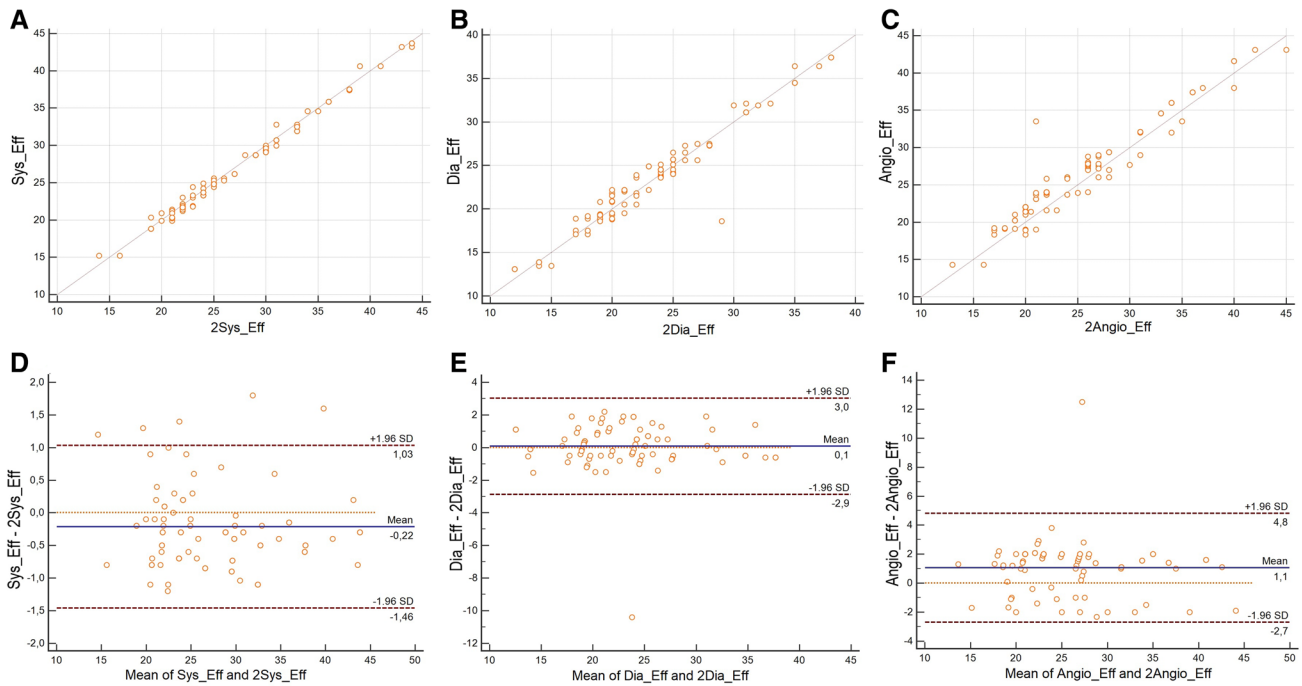 A
45
40
35
30
25
20
15
10
Sys_Eff
10 15 20 25 30 35 40 45
2Sys_Eff
B
40
35
30
25
20
15
10
Dia_Eff
10 15 20 25 30 35 40
2Dia_Eff
C
45
40
35
30
25
20
15
10
Angio_Eff
10 15 20 25 30 35 40 45
2Angio_Eff
D
2,0
1,5
1,0
0,5
0,0
-0,5
-1,0
-1,5
-2,0
Sys_Eff - 2Sys_Eff
+1.96 SD
1,03
Mean
-0,22
-1.96 SD
-1,46
10 15 20 25 30 35 40 45 50
Mean of Sys_Eff and 2Sys_Eff
E
4
2
0
-2
-4
-6
-8
-10
-12
Dia_Eff - 2Dia_Eff
+1.96 SD
3,0
Mean
0,1
-1.96 SD
-2,9
10 15 20 25 30 35 40 45 50
Mean of Dia_Eff and 2Dia_Eff
F
14
12
10
8
6
4
2
0
-2
-4
Angio_Eff - 2Angio_Eff
+1.96 SD
4,8
Mean
1,1
-1.96 SD
-2,7
10 15 20 25 30 35 40 45 50
Mean of Angio_Eff and 2Angio_Eff